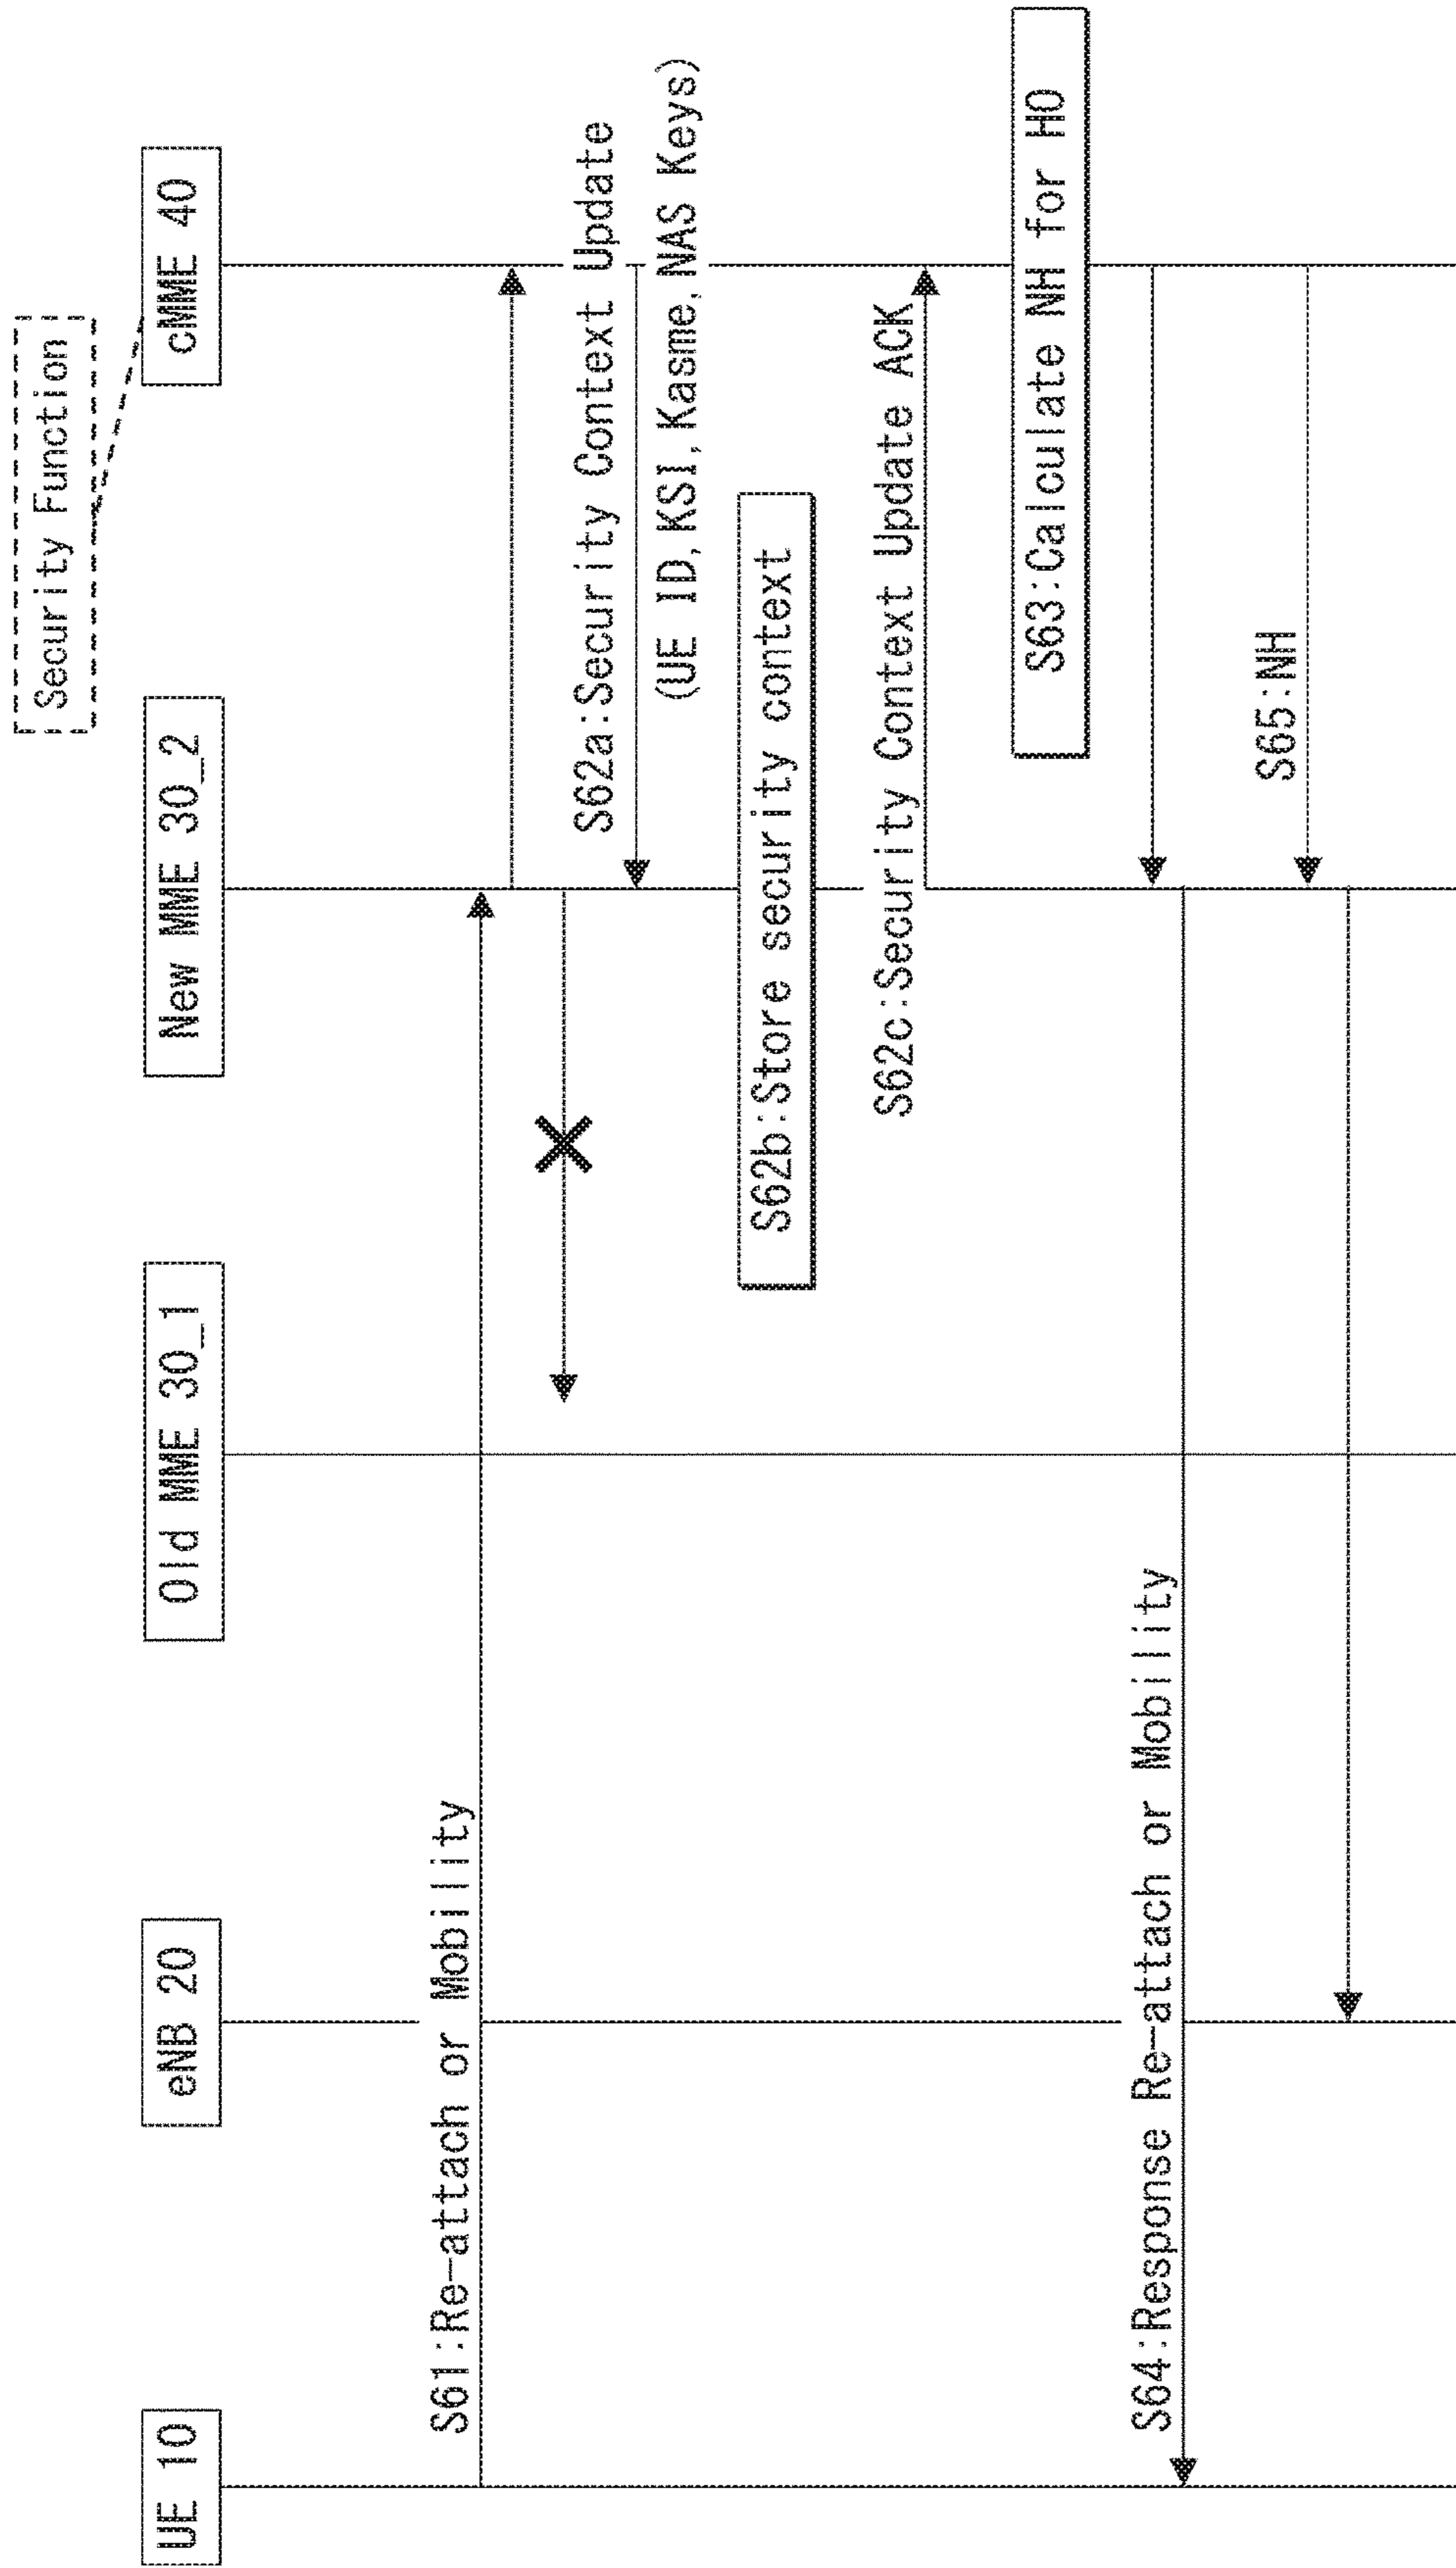 Security Function
UE 10
eNB 20
Old MME 30_1
New MME 30_2
cMME 40
S61:Re-attach or Mobility
S62a:Security Context Update
(UE ID, KSI, Kasme, NAS Keys)
S62b:Store security context
S62c:Security Context Update ACK
S63:Calculate NH for HO
S64:Response Re-attach or Mobility
S65:NH